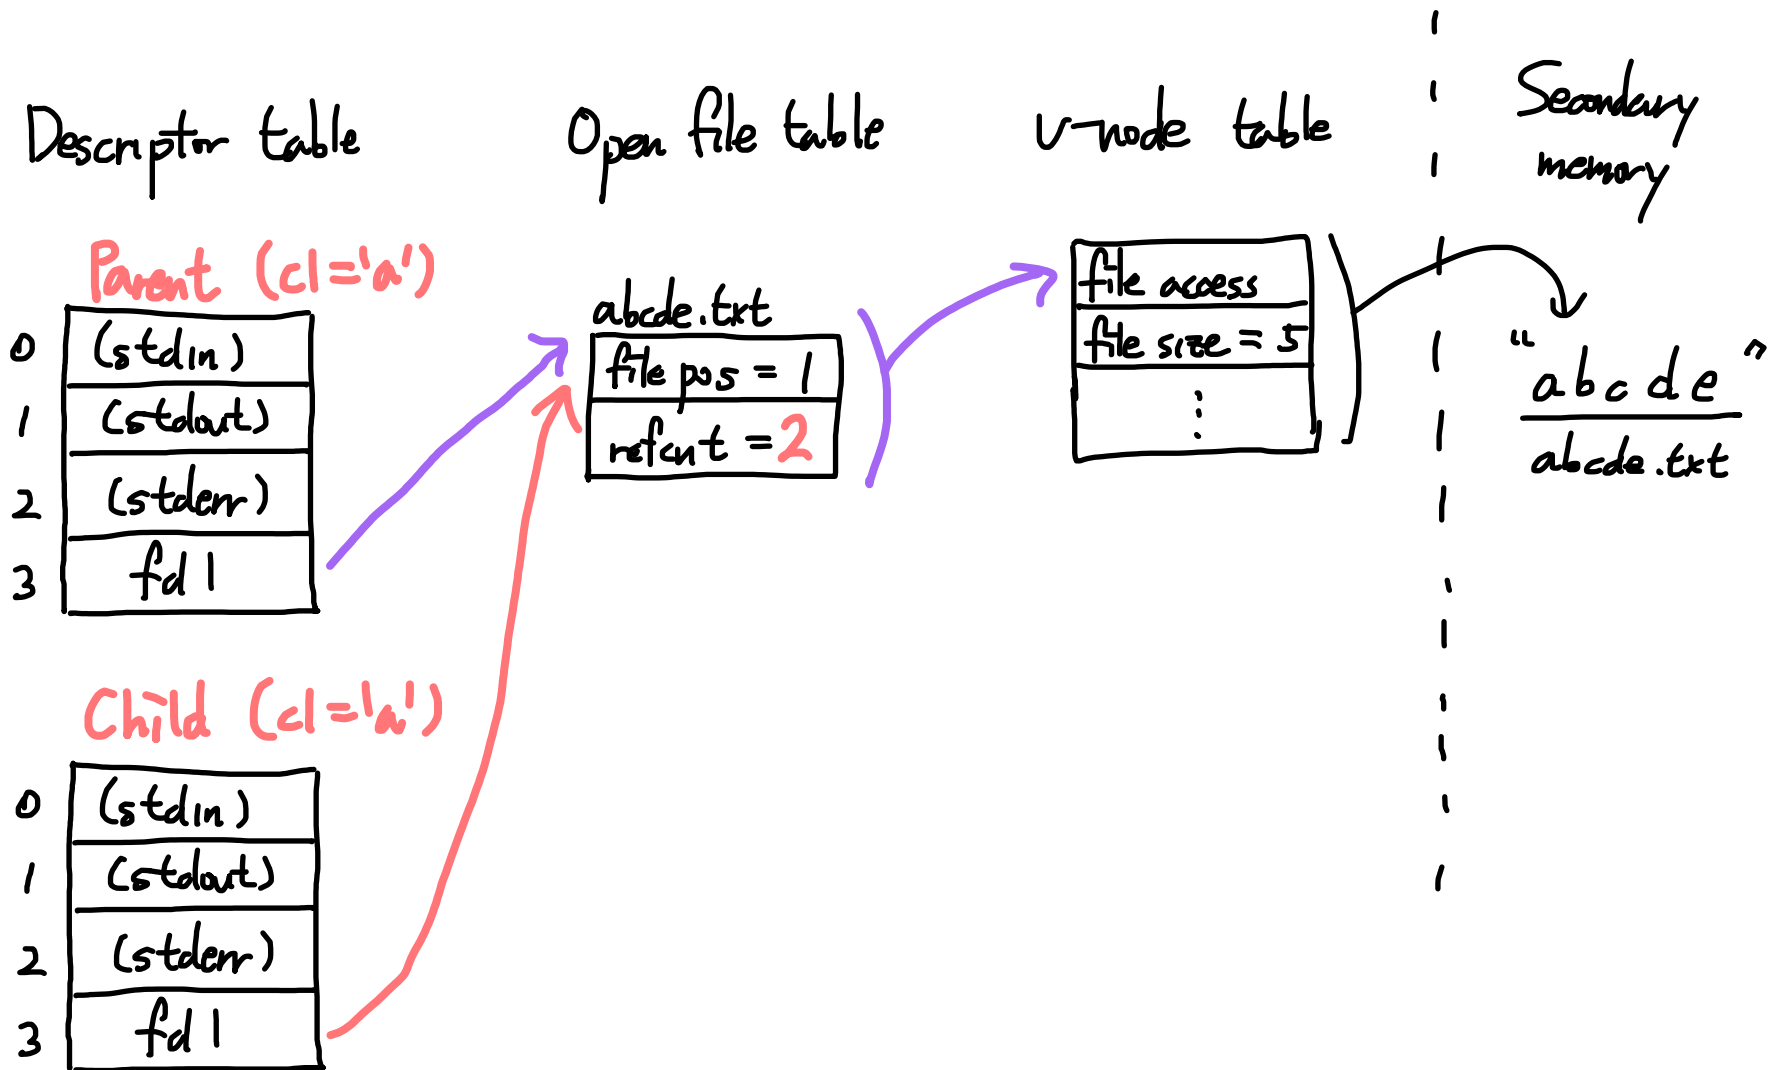 Descriptor table
Open file table
v-node table
Secondary
memory
Parent (c1='a')
0 (stdin)
1 (stdout)
2 (stderr)
3 fd1
abcde.txt
file pos = 1
refcnt = 2
file access
file size = 5
⋮
"abcde"
abcde.txt
Child (c1='a')
0 (stdin)
1 (stdout)
2 (stderr)
3 fd1